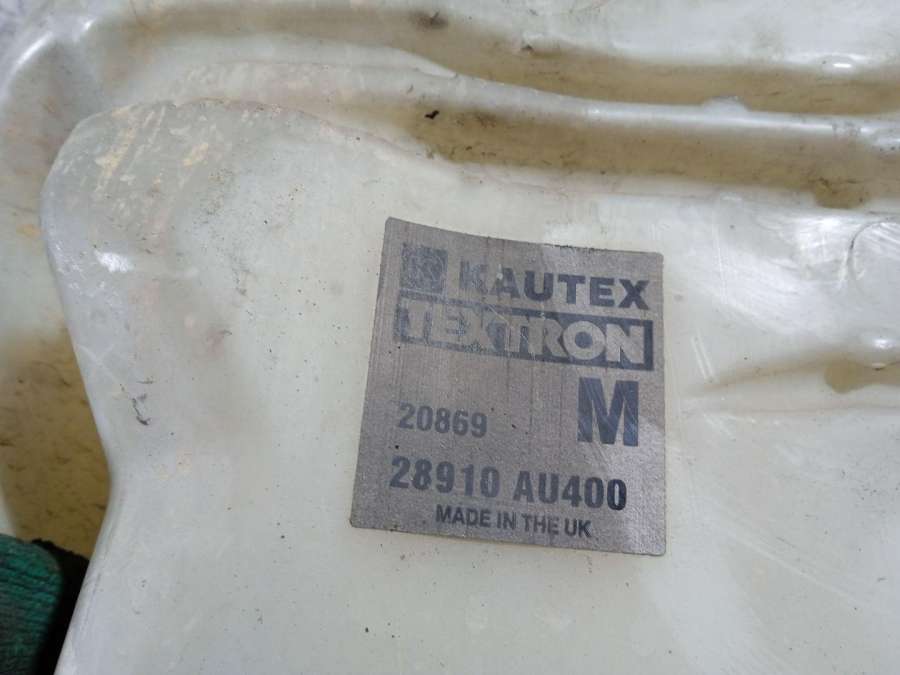 K KAUTEX
TEXTRON
M
20869
28910 AU400
MADE IN THE UK